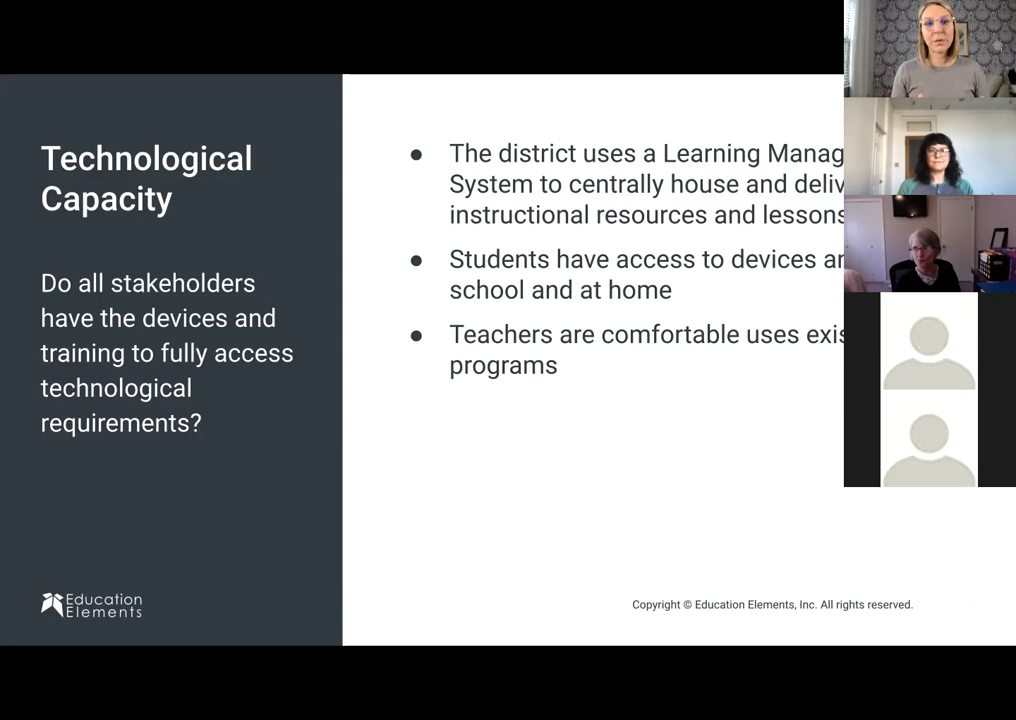 Technological
Capacity
Do all stakeholders
have the devices and
training to fully access
technological
requirements?
Education
Elements
● The district uses a Learning Manag
System to centrally house and deliv
instructional resources and lessons
● Students have access to devices an
school and at home
● Teachers are comfortable uses exis
programs
Copyright © Education Elements, Inc. All rights reserved.